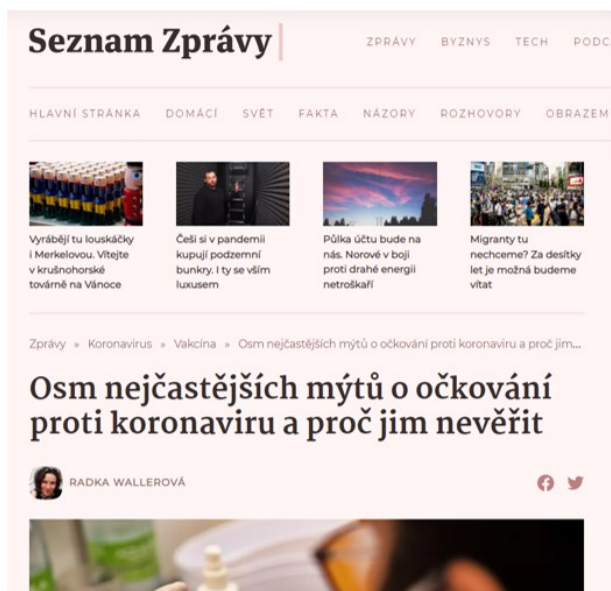 Seznam Zprávy
ZPRÁVY BYZNYS TECH PODC
HLAVNÍ STRÁNKA DOMÁCÍ SVĚT FAKTA NÁZORY ROZHOVORY OBRAZEM
Vyrábějí tu louskáčky
i Merkelovou. Vítejte
v krušnohorské
továrně na Vánoce
Češi si v pandemii
kupují podzemní
bunkry. I ty se vším
luxusem
Půlka účtu bude na
nás. Norové v boji
proti drahé energii
netroškaří
Migranty tu
nechceme? Za desítky
let je možná budeme
vítat
Zprávy » Koronavirus » Vakcína » Osm nejčastějších mýtů o očkování proti koronaviru a proč jim...
Osm nejčastějších mýtů o očkování
proti koronaviru a proč jim nevěřit
RADKA WALLEROVÁ